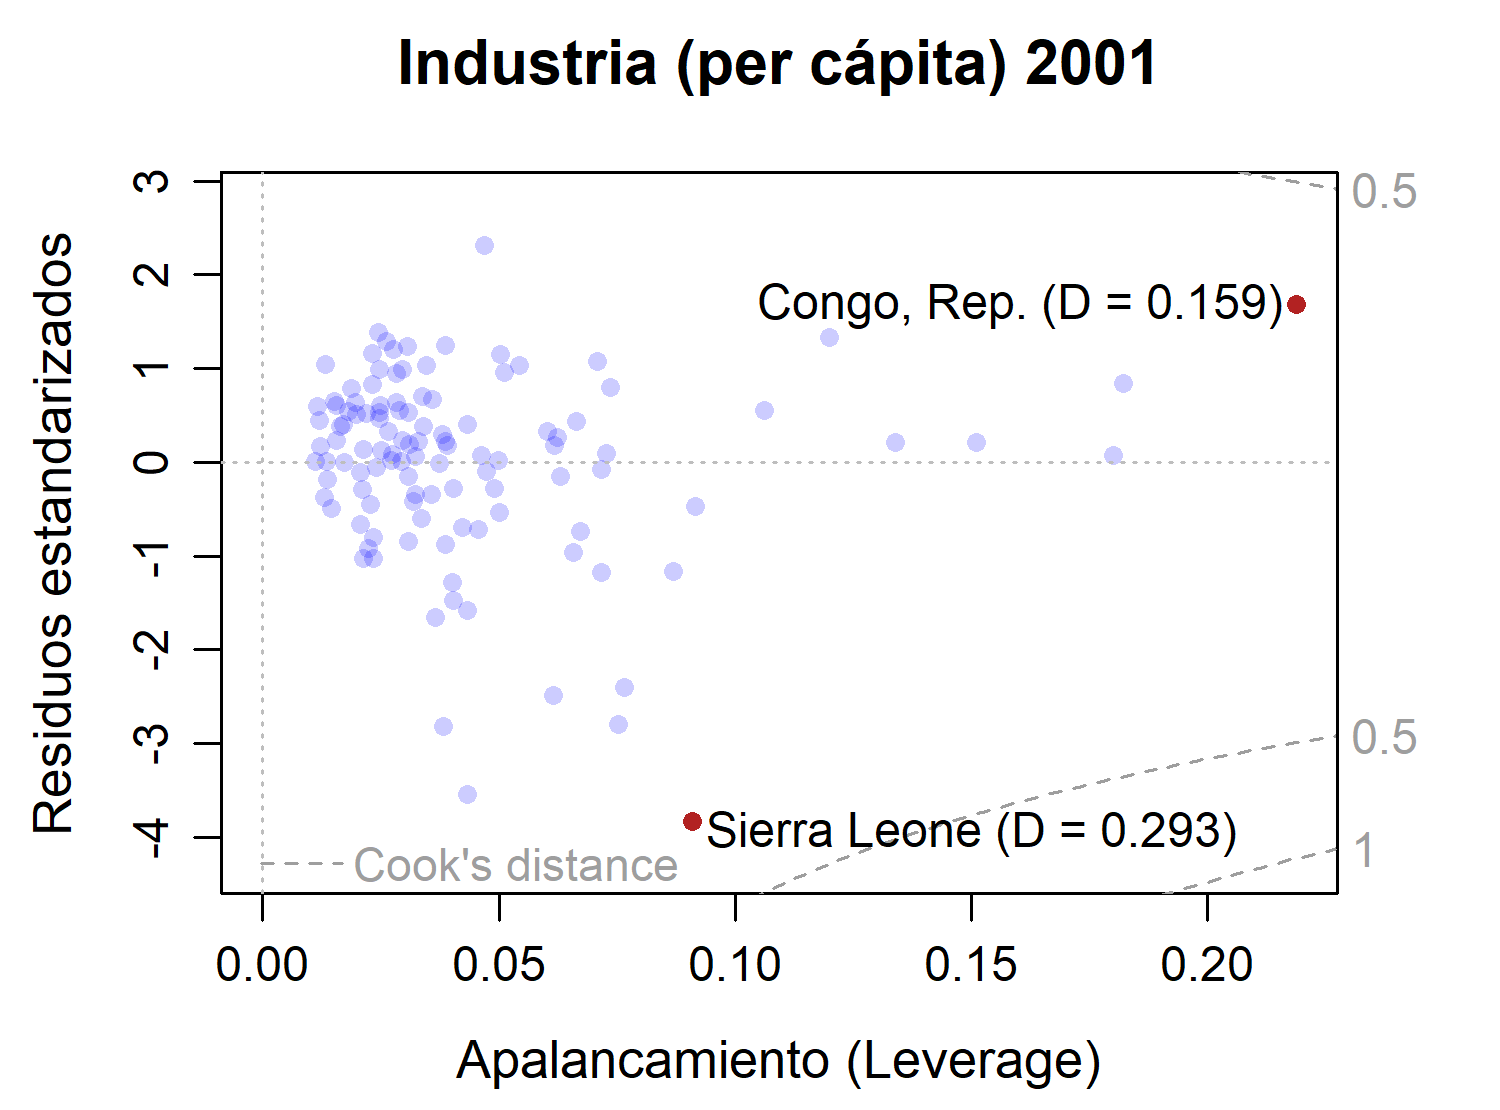 Industria (per cápita) 2001
Residuos estandarizados
3
2
1
0
-1
-2
-3
-4
0.5
Congo, Rep. (D = 0.159)
0.5
Sierra Leone (D = 0.293)
1
Cook's distance
0.00
0.05
0.10
0.15
0.20
Apalancamiento (Leverage)